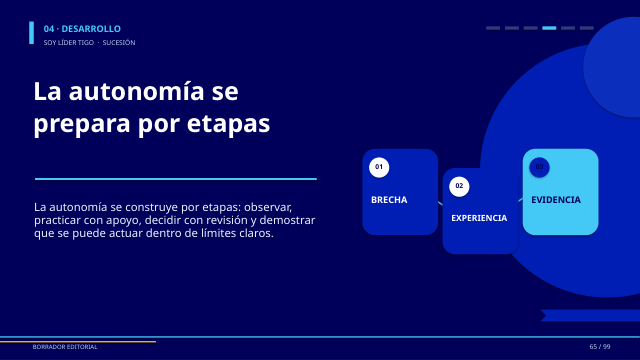 04 · DESARROLLO
SOY LÍDER TIGO · SUCESIÓN
La autonomía se
prepara por etapas
La autonomía se construye por etapas: observar,
practicar con apoyo, decidir con revisión y demostrar
que se puede actuar dentro de límites claros.
01
BRECHA
02
EXPERIENCIA
03
EVIDENCIA
BORRADOR EDITORIAL
65 / 99